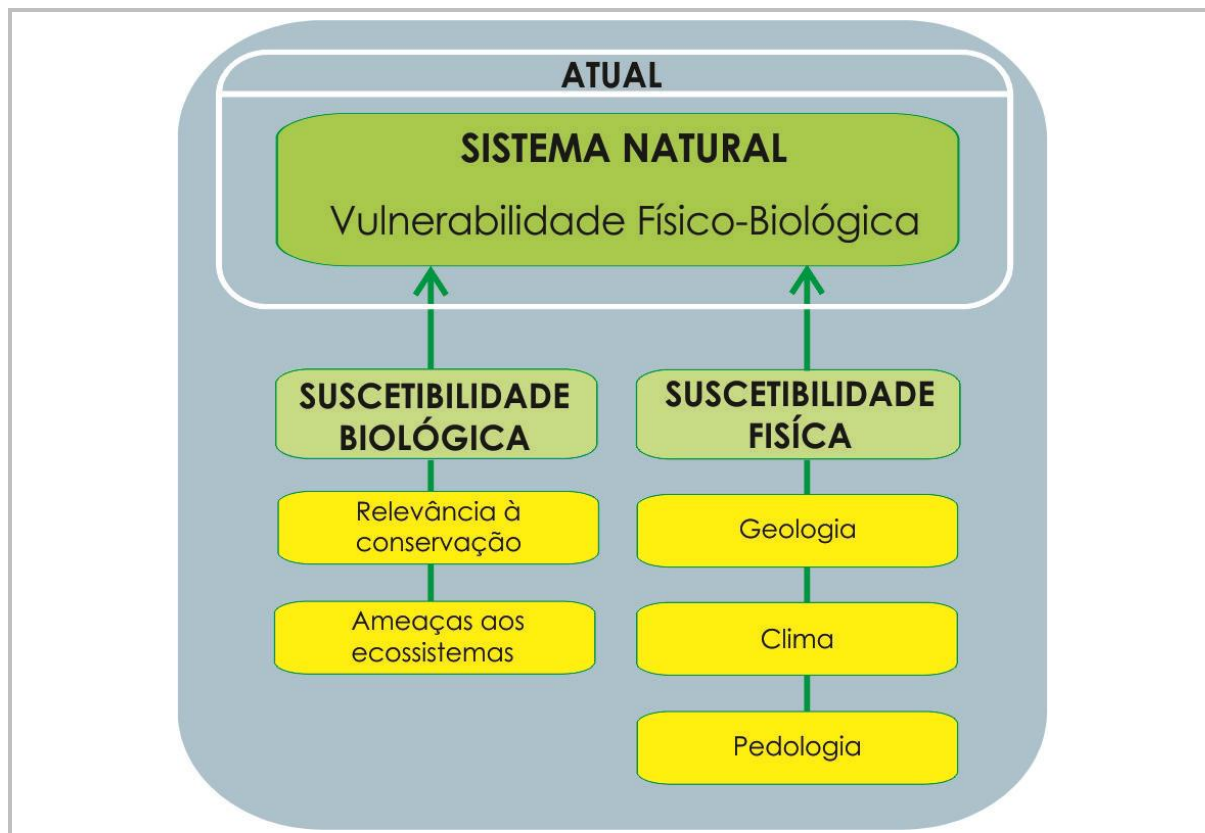 ATUAL
SISTEMA NATURAL
Vulnerabilidade Físico-Biológica
SUSCETIBILIDADE
BIOLÓGICA
Relevância à
conservação
Ameaças aos
ecossistemas
SUSCETIBILIDADE
FISÍCA
Geologia
Clima
Pedologia